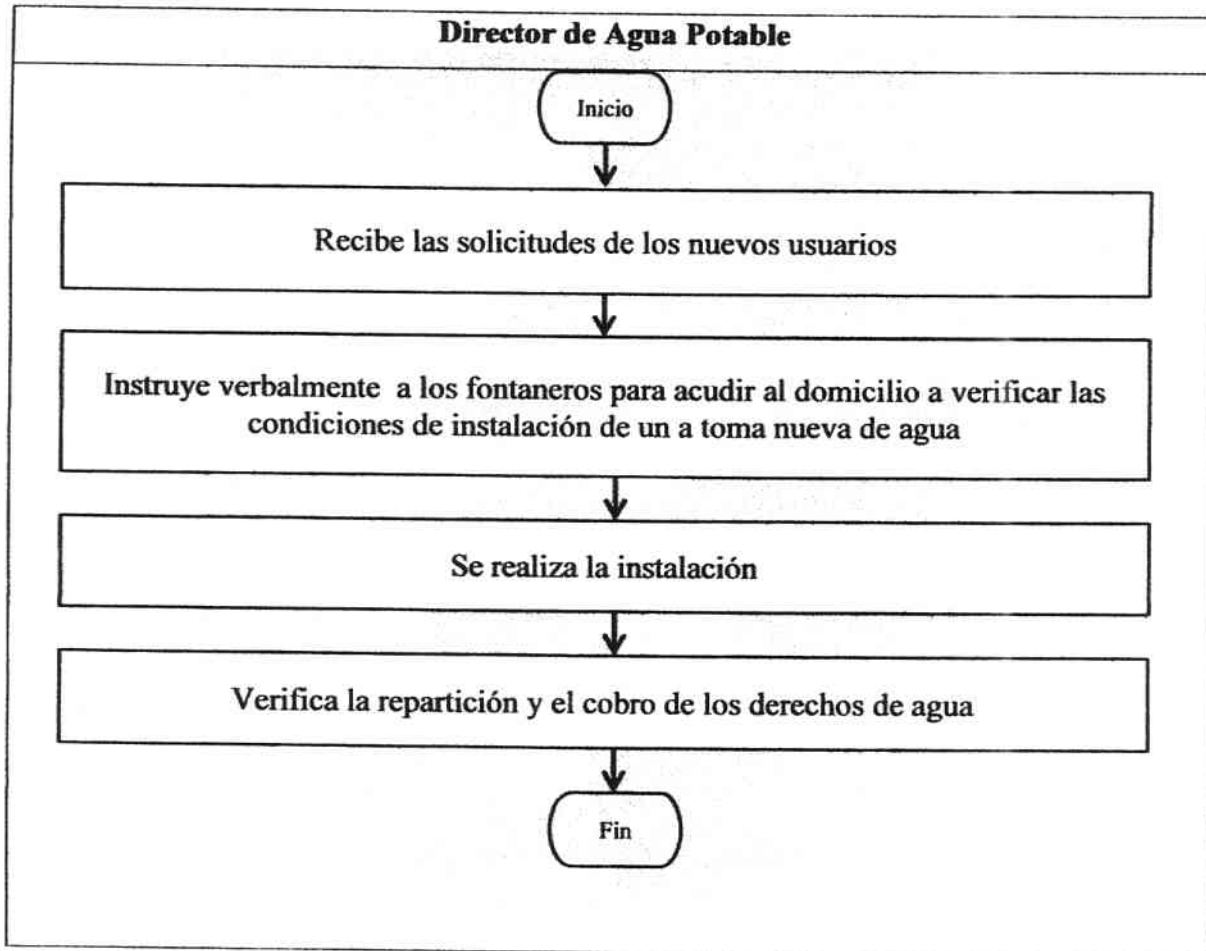 Director de Agua Potable
Inicio
Recibe las solicitudes de los nuevos usuarios
Instruye verbalmente a los fontaneros para acudir al domicilio a verificar las
condiciones de instalación de un a toma nueva de agua
Se realiza la instalación
Verifica la repartición y el cobro de los derechos de agua
Fin